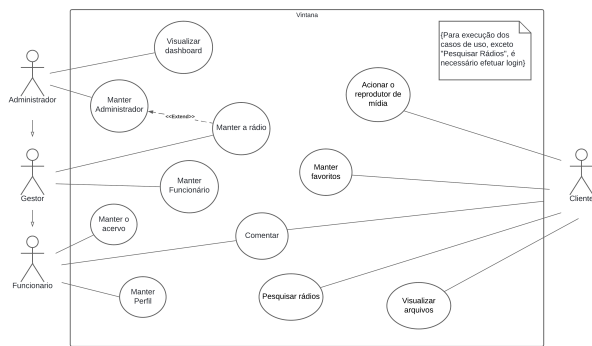 Vintana
Visualizar
dashboard
{Para execução dos
casos de uso, exceto
"Pesquisar Rádios", é
necessário efetuar login}
Administrador
Manter
Administrador
<<Extend>>
Manter a rádio
Acionar o
reprodutor de
mídia
Gestor
Manter
Funcionário
Manter
favoritos
Cliente
Manter o
acervo
Comentar
Funcionario
Manter
Perfil
Pesquisar rádios
Visualizar
arquivos